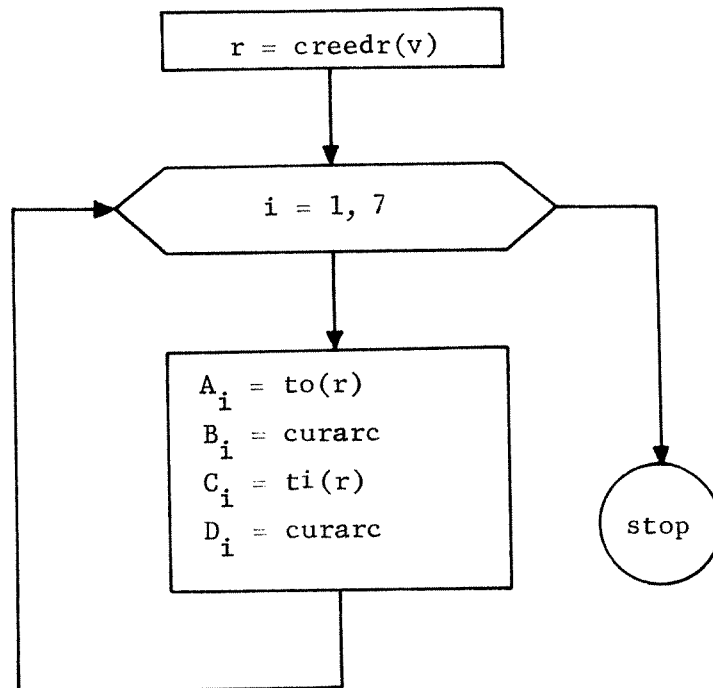 r = creedr(v)
i = 1, 7
A_i = to(r)
B_i = curarc
C_i = ti(r)
D_i = curarc
stop